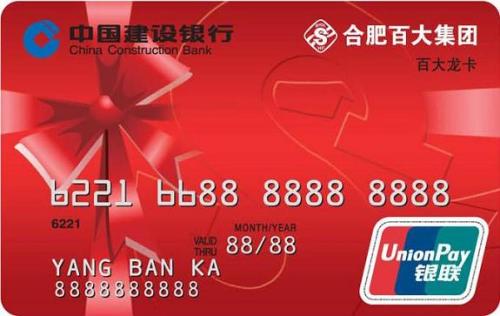 中国建设银行
China Construction Bank
合肥百大集团
百大龙卡
6221 6688 8888 8888
6221
MONTH/YEAR
VALID THRU 88/88
YANG BAN KA
8888888888
UnionPay
银联